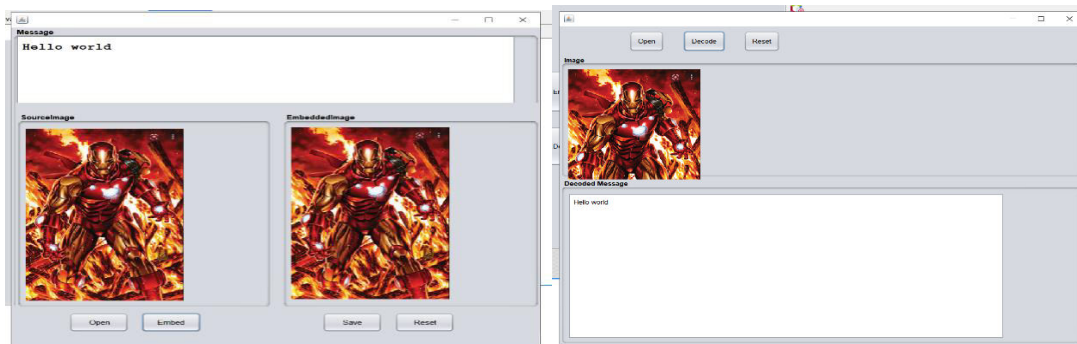 Message
Hello world
SourceImage
EmbeddedImage
Open
Embed
Save
Reset
Open
Decode
Reset
Image
Decoded Message
Hello world